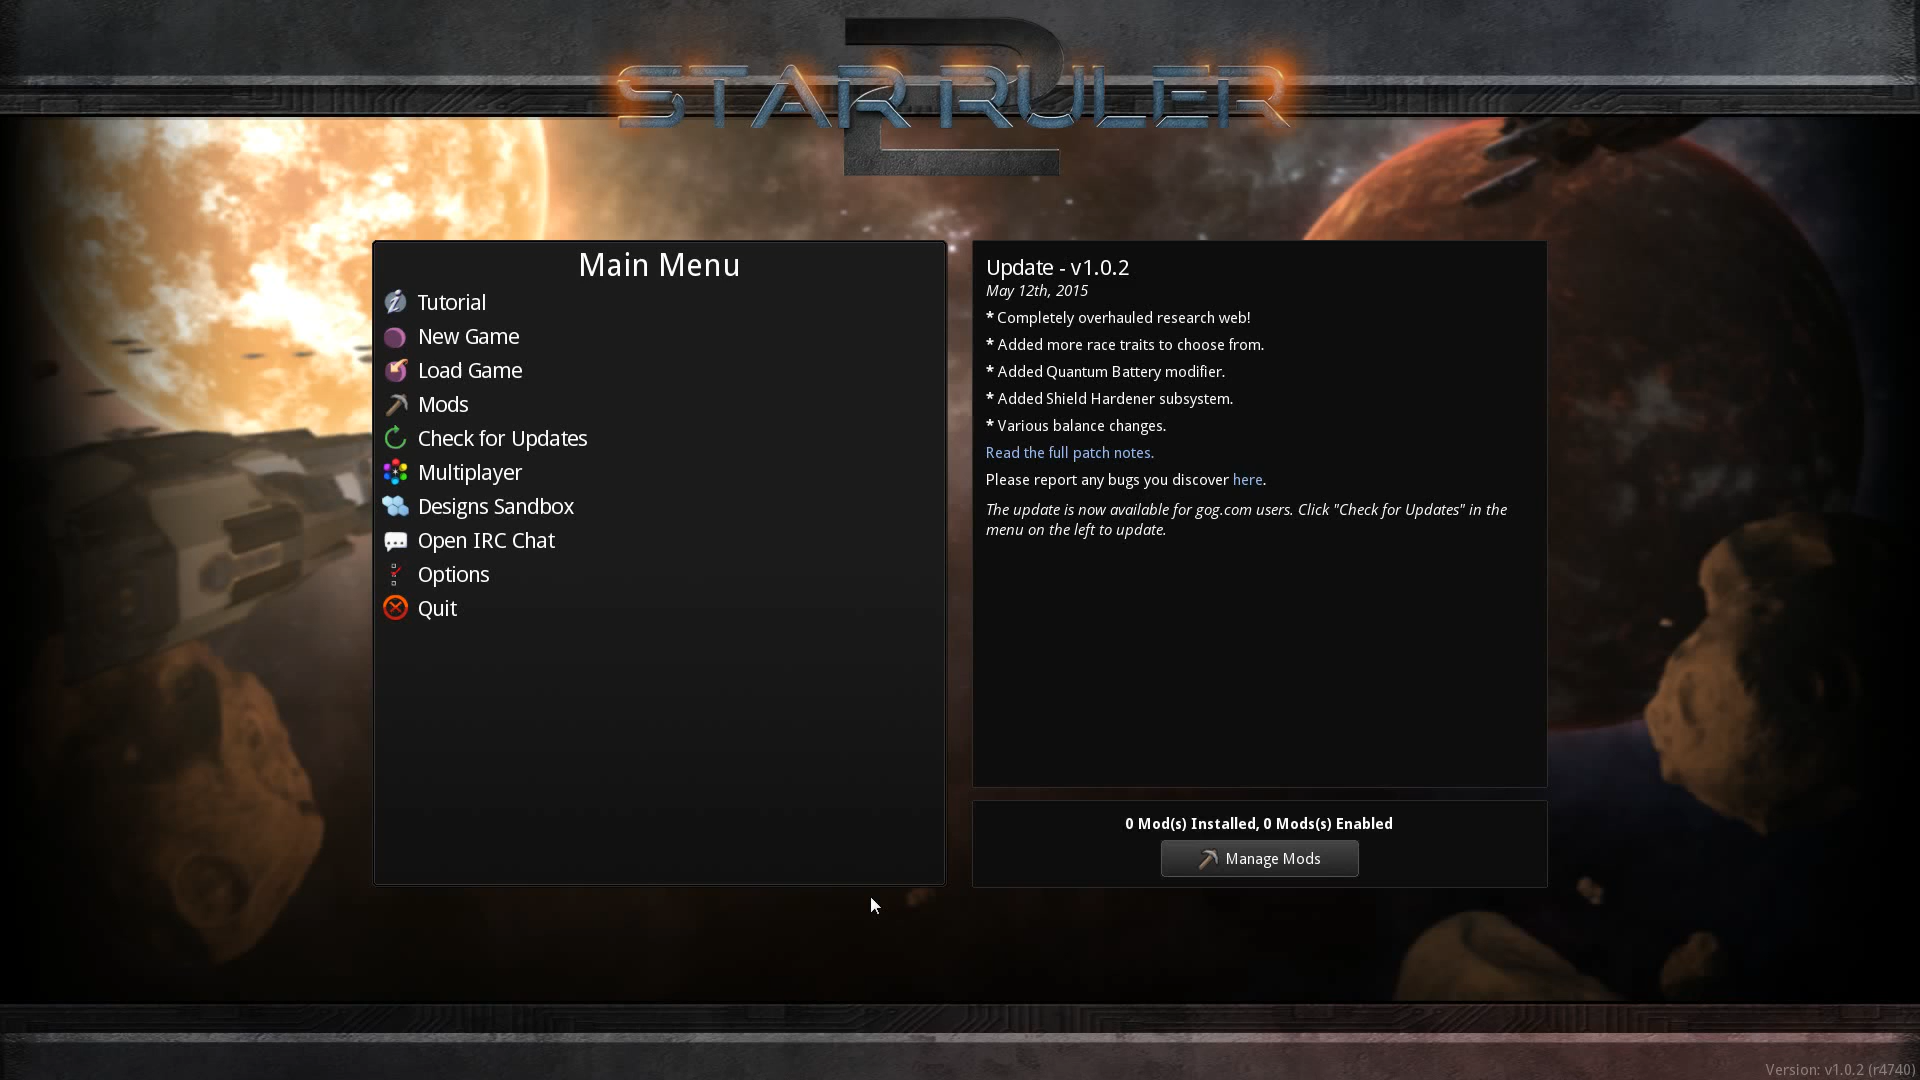 STAR RULER
2
Main Menu
Tutorial
New Game
Load Game
Mods
Check for Updates
Multiplayer
Designs Sandbox
Open IRC Chat
Options
Quit
Update - v1.0.2
May 12th, 2015
* Completely overhauled research web!
* Added more race traits to choose from.
* Added Quantum Battery modifier.
* Added Shield Hardener subsystem.
* Various balance changes.
Read the full patch notes.
Please report any bugs you discover here.
The update is now available for gog.com users. Click "Check for Updates" in the
menu on the left to update.
0 Mod(s) Installed, 0 Mods(s) Enabled
Manage Mods
Version: v1.0.2 (r4740)